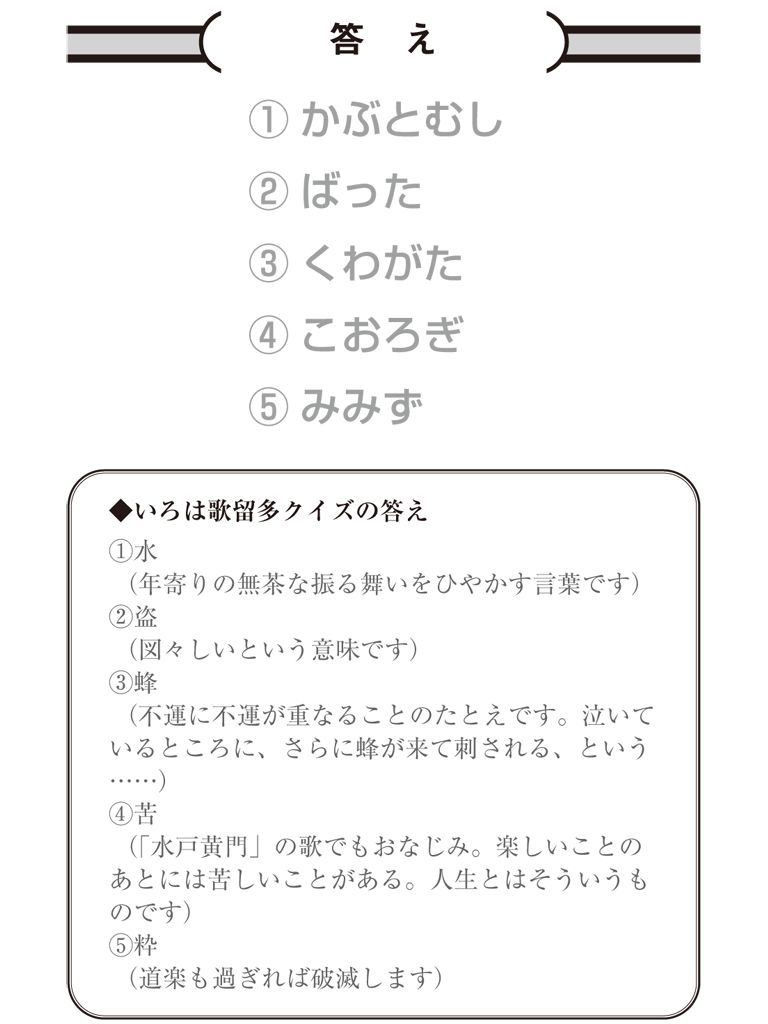 答　え
① かぶとむし
② ばった
③ くわがた
④ こおろぎ
⑤ みみず
◆いろは歌留多クイズの答え
①水
（年寄りの無茶な振る舞いをひやかす言葉です）
②盗
（図々しいという意味です）
③蜂
（不運に不運が重なることのたとえです。泣いて
いるところに、さらに蜂が来て刺される、という
……）
④苦
（「水戸黄門」の歌でもおなじみ。楽しいことの
あとには苦しいことがある。人生とはそういうも
のです）
⑤粋
（道楽も過ぎれば破滅します）